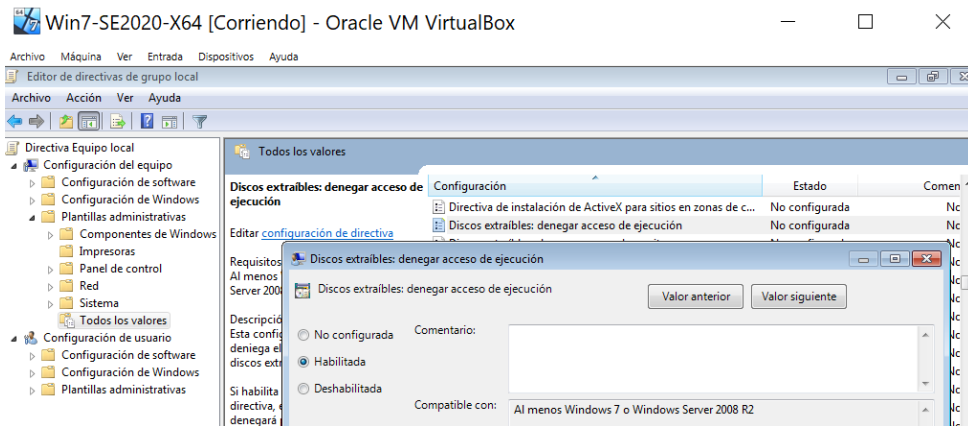 Win7-SE2020-X64 [Corriendo] - Oracle VM VirtualBox
Archivo Máquina Ver Entrada Dispositivos Ayuda
Editor de directivas de grupo local
Archivo Acción Ver Ayuda
Directiva Equipo local
Configuración del equipo
Configuración de software
Configuración de Windows
Plantillas administrativas
Componentes de Windows
Impresoras
Panel de control
Red
Sistema
Todos los valores
Configuración de usuario
Configuración de software
Configuración de Windows
Plantillas administrativas
Todos los valores
Discos extraíbles: denegar acceso de
ejecución
Editar configuración de directiva
Requisitos
Al menos
Server 200
Descripció
Esta config
deniega el
discos extr
Si habilita
directiva, e
denegará
Configuración Estado Comen
Directiva de instalación de ActiveX para sitios en zonas de c... No configurada Nc
Discos extraíbles: denegar acceso de ejecución No configurada Nc
Discos extraíbles: denegar acceso de ejecución
Discos extraíbles: denegar acceso de ejecución
Valor anterior Valor siguiente
No configurada
Habilitada
Deshabilitada
Comentario:
Compatible con: Al menos Windows 7 o Windows Server 2008 R2